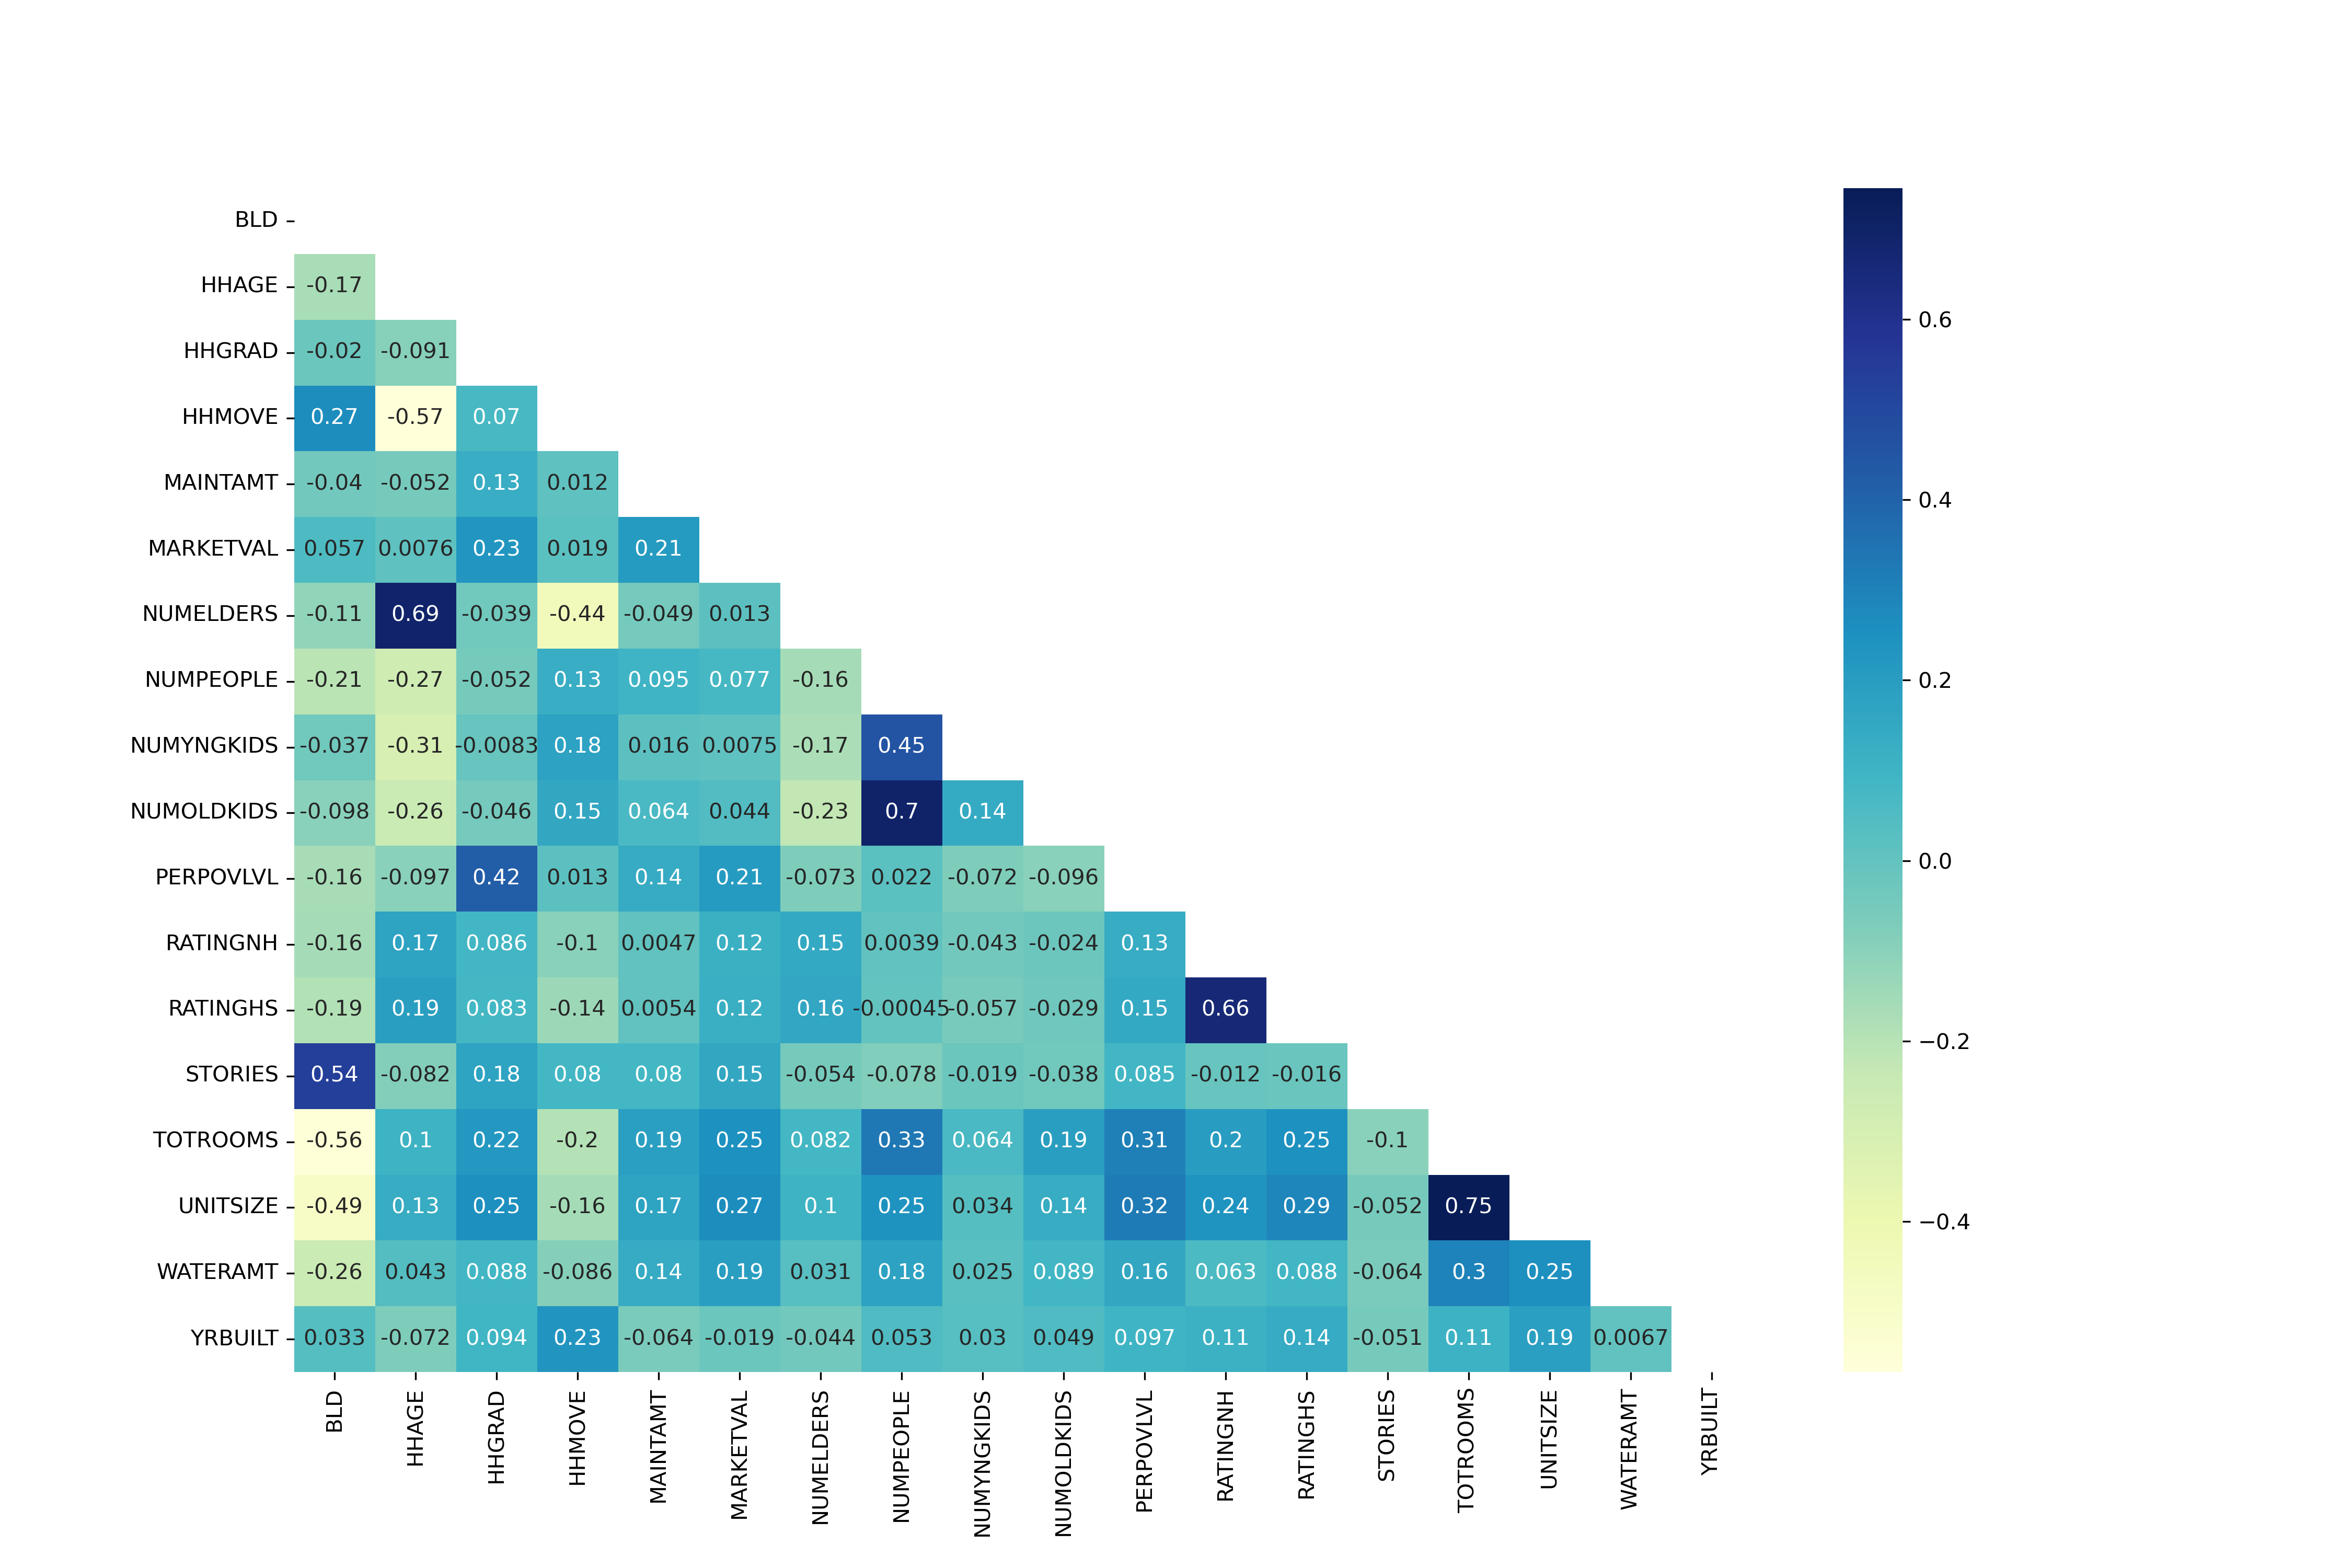 BLD
HHAGE -0.17
0.6
HHGRAD -0.02 -0.091
HHMOVE 0.27 -0.57 0.07
MAINTAMT -0.04 -0.052 0.13 0.012
0.4
MARKETVAL 0.057 0.0076 0.23 0.019 0.21
NUMELDERS -0.11 0.69 -0.039 -0.44 -0.049 0.013
NUMPEOPLE -0.21 -0.27 -0.052 0.13 0.095 0.077 -0.16
0.2
NUMYNGKIDS -0.037 -0.31 -0.0083 0.18 0.016 0.0075 -0.17 0.45
NUMOLDKIDS -0.098 -0.26 -0.046 0.15 0.064 0.044 -0.23 0.7 0.14
0.0
PERPOVLVL -0.16 -0.097 0.42 0.013 0.14 0.21 -0.073 0.022 -0.072 -0.096
RATINGNH -0.16 0.17 0.086 -0.1 0.0047 0.12 0.15 0.0039 -0.043 -0.024 0.13
RATINGHS -0.19 0.19 0.083 -0.14 0.0054 0.12 0.16 -0.00045 -0.057 -0.029 0.15 0.66
−0.2
STORIES 0.54 -0.082 0.18 0.08 0.08 0.15 -0.054 -0.078 -0.019 -0.038 0.085 -0.012 -0.016
TOTROOMS -0.56 0.1 0.22 -0.2 0.19 0.25 0.082 0.33 0.064 0.19 0.31 0.2 0.25 -0.1
UNITSIZE -0.49 0.13 0.25 -0.16 0.17 0.27 0.1 0.25 0.034 0.14 0.32 0.24 0.29 -0.052 0.75
−0.4
WATERAMT -0.26 0.043 0.088 -0.086 0.14 0.19 0.031 0.18 0.025 0.089 0.16 0.063 0.088 -0.064 0.3 0.25
YRBUILT 0.033 -0.072 0.094 0.23 -0.064 -0.019 -0.044 0.053 0.03 0.049 0.097 0.11 0.14 -0.051 0.11 0.19 0.0067
BLD
HHAGE
HHGRAD
HHMOVE
MAINTAMT
MARKETVAL
NUMELDERS
NUMPEOPLE
NUMYNGKIDS
NUMOLDKIDS
PERPOVLVL
RATINGNH
RATINGHS
STORIES
TOTROOMS
UNITSIZE
WATERAMT
YRBUILT